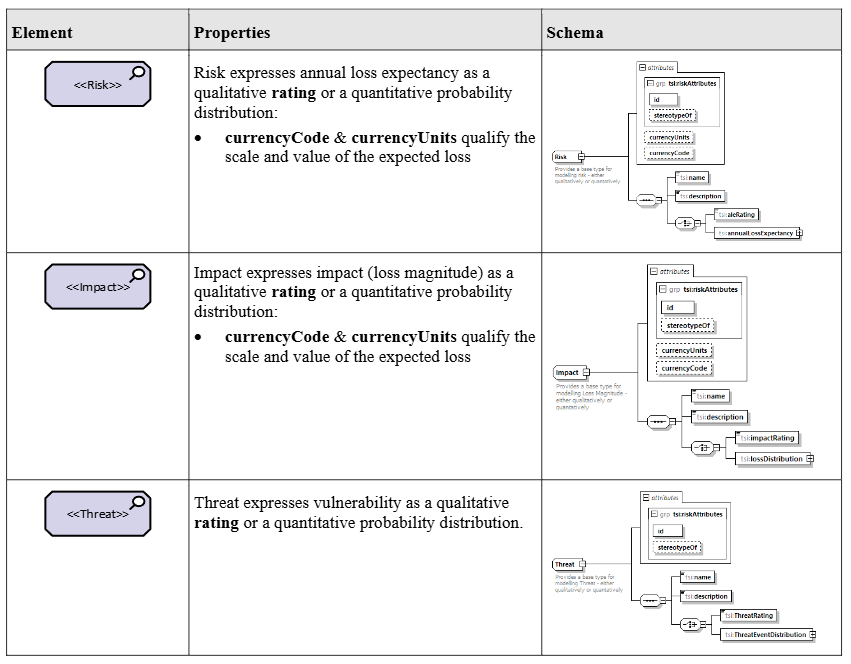 Element
Properties
Schema
<<Risk>>
Risk expresses annual loss expectancy as a
qualitative rating or a quantitative probability
distribution:
• currencyCode & currencyUnits qualify the
scale and value of the expected loss
attributes
grp tsi:riskAttributes
id
stereotypeOf
currencyUnits
currencyCode
Risk
Provides a base type for
modelling risk - either
qualitatively or quantatively
tsi:name
tsi:description
tsi:aleRating
tsi:annualLossExpectancy
<<Impact>>
Impact expresses impact (loss magnitude) as a
qualitative rating or a quantitative probability
distribution:
• currencyCode & currencyUnits qualify the
scale and value of the expected loss
attributes
grp tsi:riskAttributes
id
stereotypeOf
currencyUnits
currencyCode
Impact
Provides a base type for
modelling Loss Magnitude -
either qualitatively or
quantatively
tsi:name
tsi:description
tsi:impactRating
tsi:lossDistribution
<<Threat>>
Threat expresses vulnerability as a qualitative
rating or a quantitative probability distribution.
attributes
grp tsi:riskAttributes
id
stereotypeOf
Threat
Provides a base type for
modelling Threat - either
qualitatively or quantatively
tsi:name
tsi:description
tsi:ThreatRating
tsi:ThreatEventDistribution